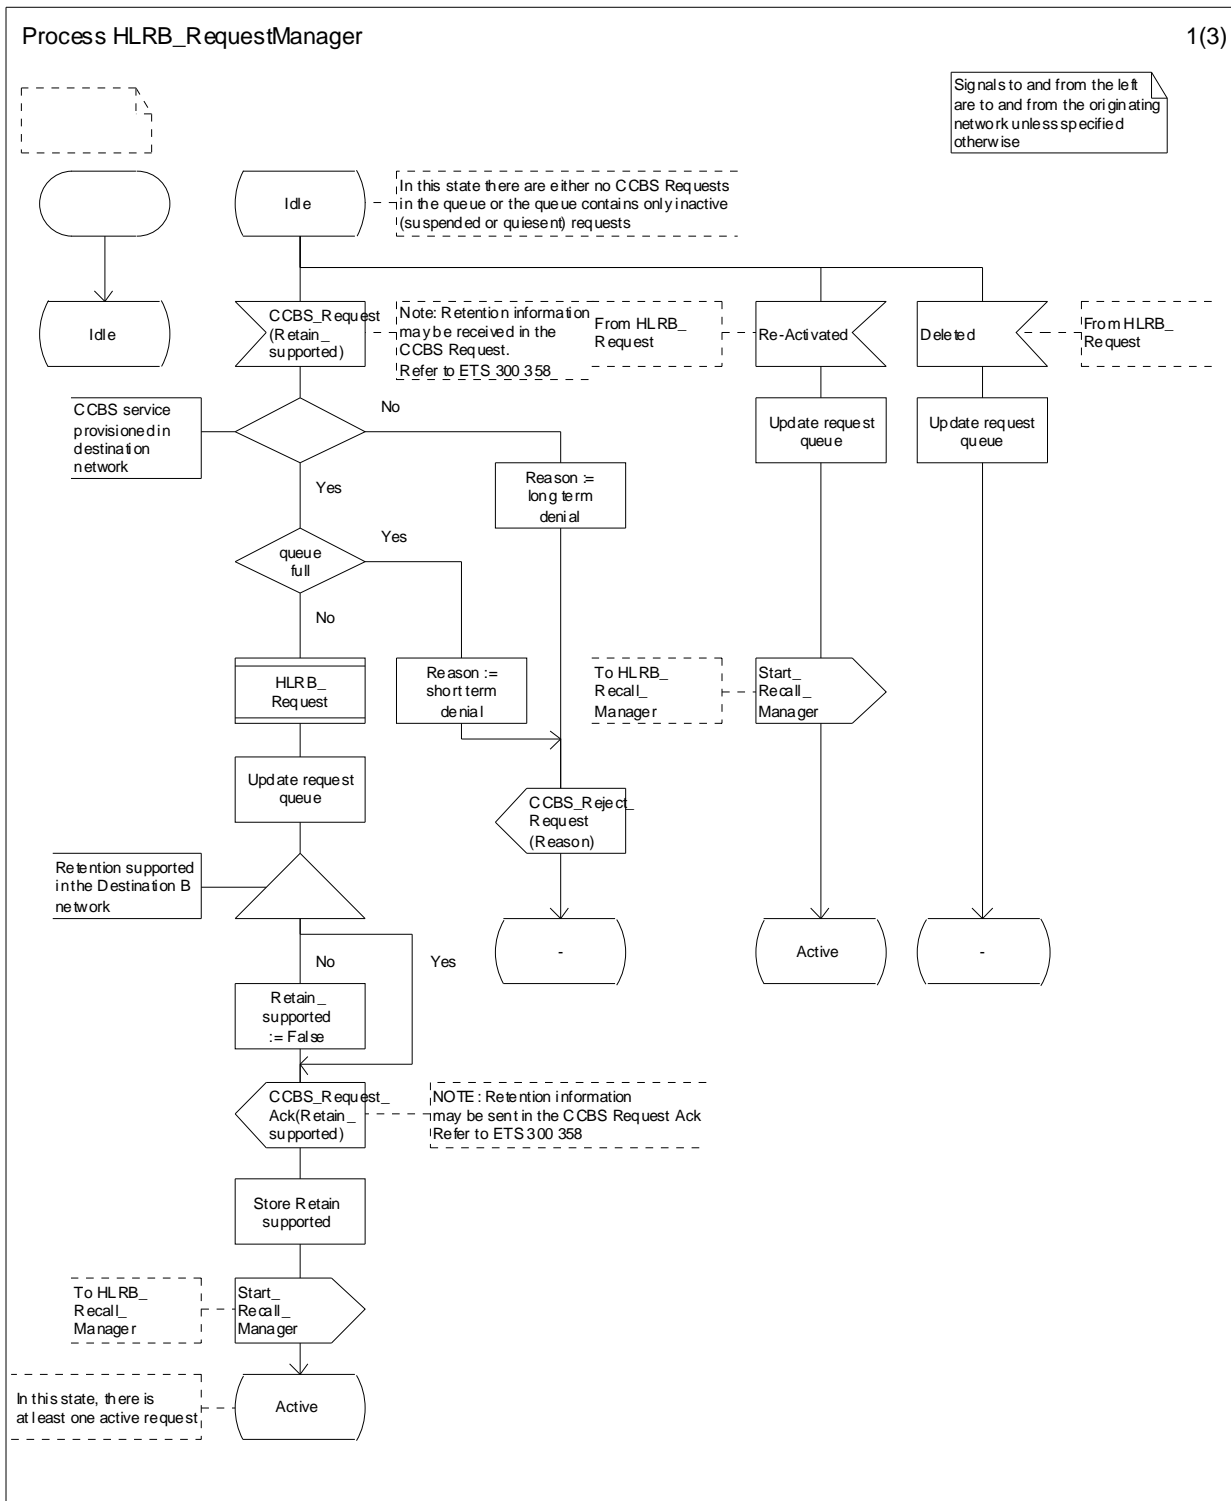 Process HLRB_RequestManager
1(3)
Signals to and from the left
are to and from the originating
network unless specified
otherwise
Idle
In this state there are either no CCBS Requests
in the queue or the queue contains only inactive
(suspended or quiesent) requests
Idle
CCBS_Request
(Retain_
supported)
Note: Retention information
may be received in the
CCBS Request.
Refer to ETS 300 358
From HLRB_
Request
Re-Activated
Deleted
From HLRB_
Request
CCBS service
provisioned in
destination
network
No
Yes
Update request
queue
Update request
queue
Reason :=
long term
denial
queue
full
Yes
No
HLRB_
Request
Reason :=
short term
denial
To HLRB_
Recall_
Manager
Start_
Recall_
Manager
Update request
queue
CCBS_Reject_
Request
(Reason)
Retention supported
in the Destination B
network
No
Yes
-
Active
-
Retain_
supported
:= False
CCBS_Request_
Ack(Retain_
supported)
NOTE: Retention information
may be sent in the CCBS Request Ack
Refer to ETS 300 358
Store Retain
supported
To HLRB_
Recall_
Manager
Start_
Recall_
Manager
In this state, there is
at least one active request
Active